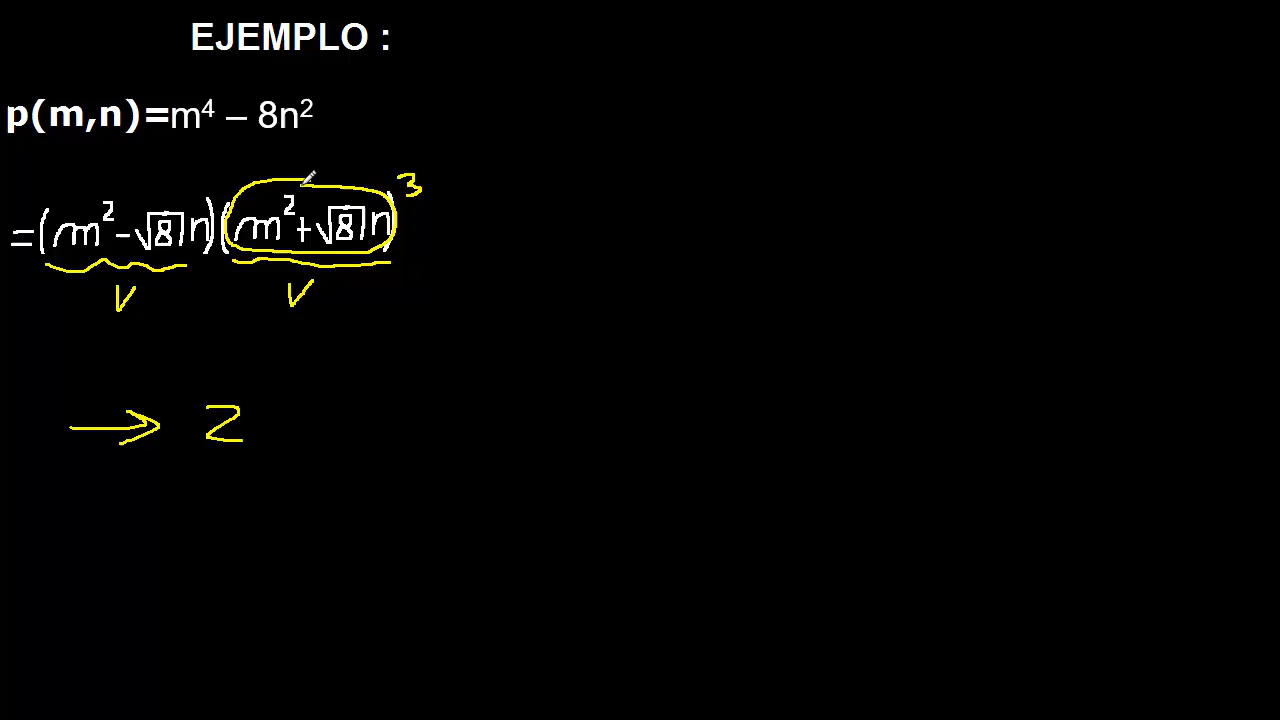 EJEMPLO :
p(m,n)=m⁴ – 8n²
=(m²-√8n)(m²+√8n)³
V V
→ 2